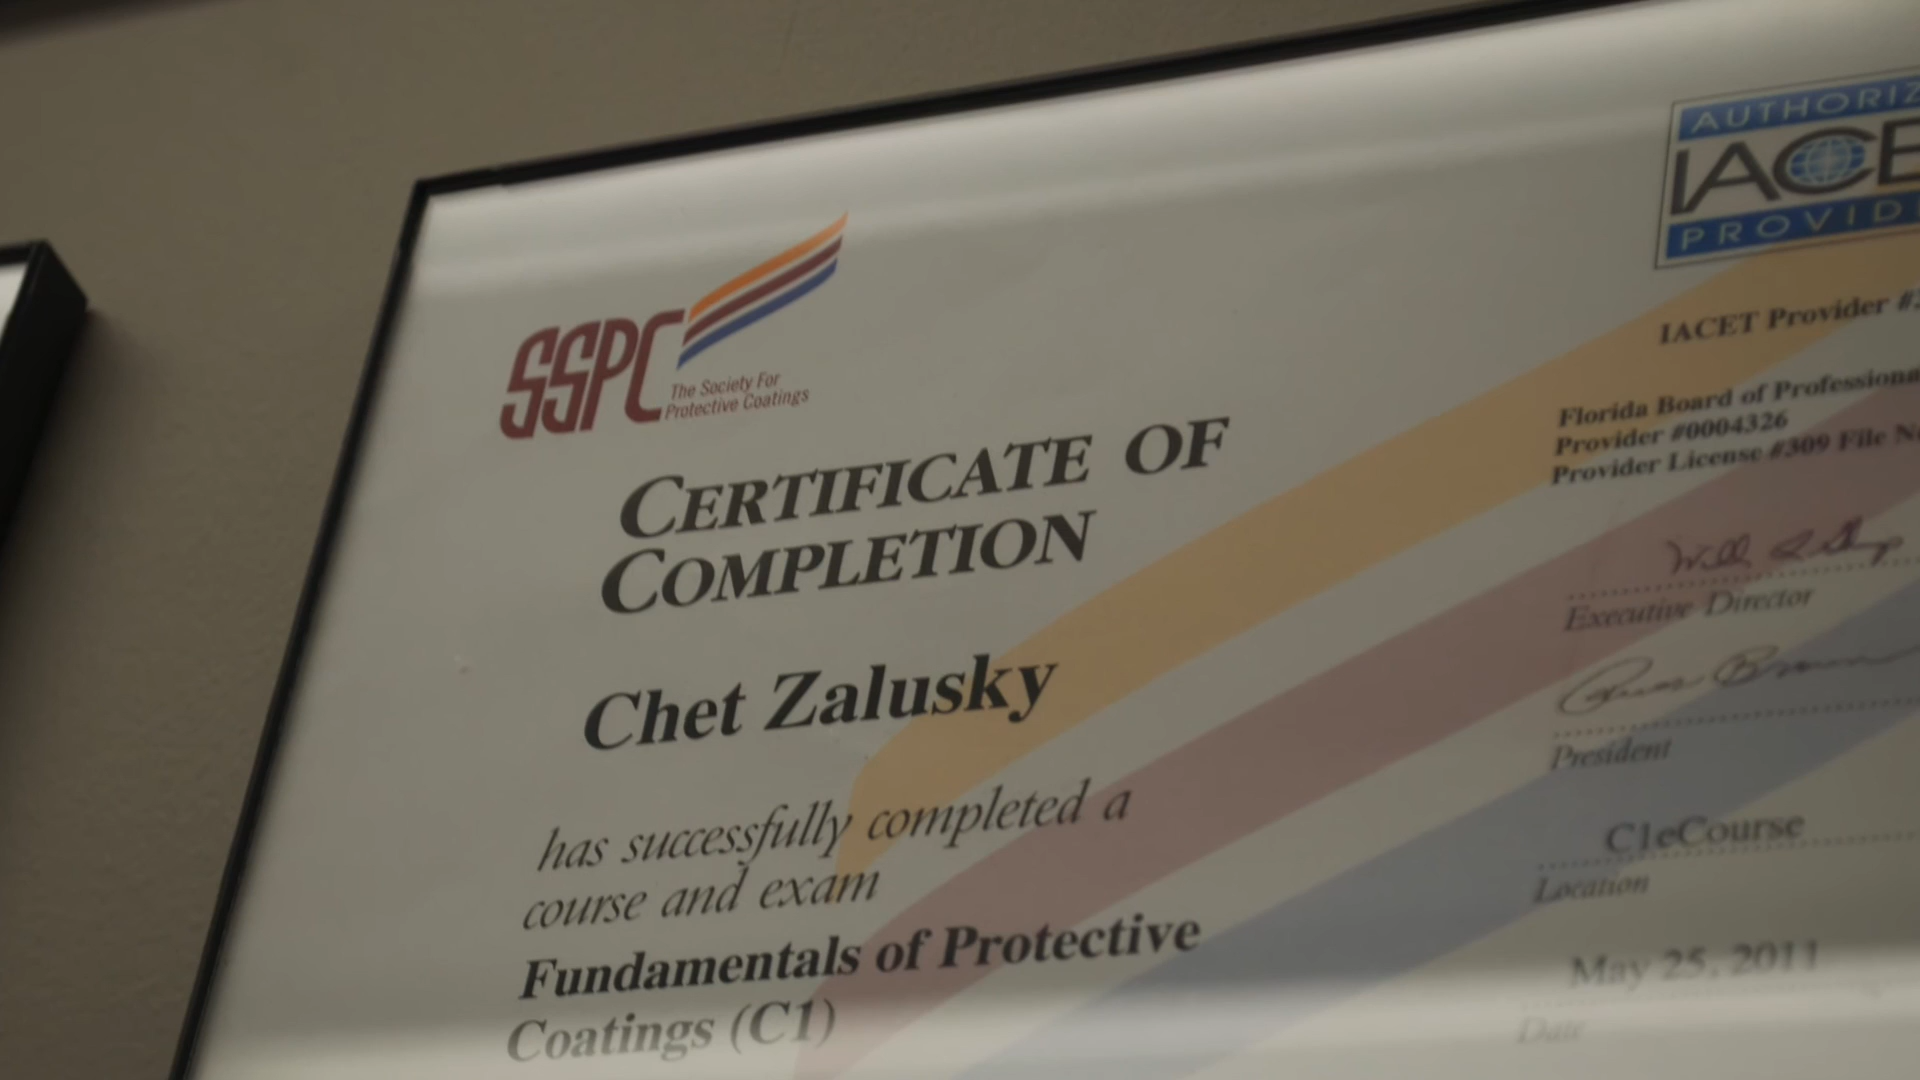 SSPC
The Society For
Protective Coatings
CERTIFICATE OF
COMPLETION
Chet Zalusky
has successfully completed a
course and exam
Fundamentals of Protective
Coatings (C1)
AUTHORIZ
IACE
PROVID
IACET Provider #
Florida Board of Professiona
Provider #0004326
Provider License #309 File N
Executive Director
President
C1eCourse
Location
May 25, 2011
Date